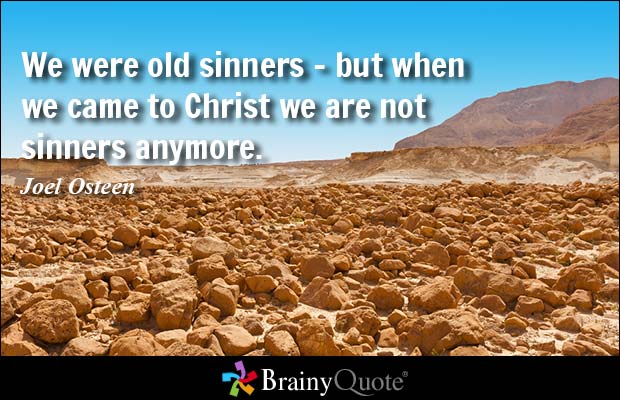 We were old sinners - but when
we came to Christ we are not
sinners anymore.
Joel Osteen
BrainyQuote®